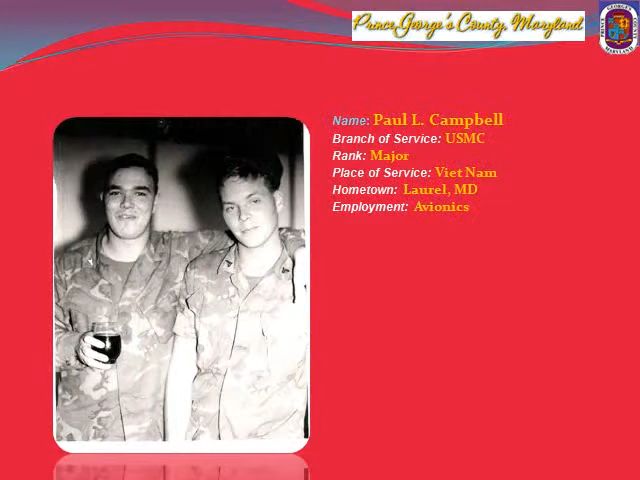 Prince George's County, Maryland
Name: Paul L. Campbell
Branch of Service: USMC
Rank: Major
Place of Service: Viet Nam
Hometown: Laurel, MD
Employment: Avionics